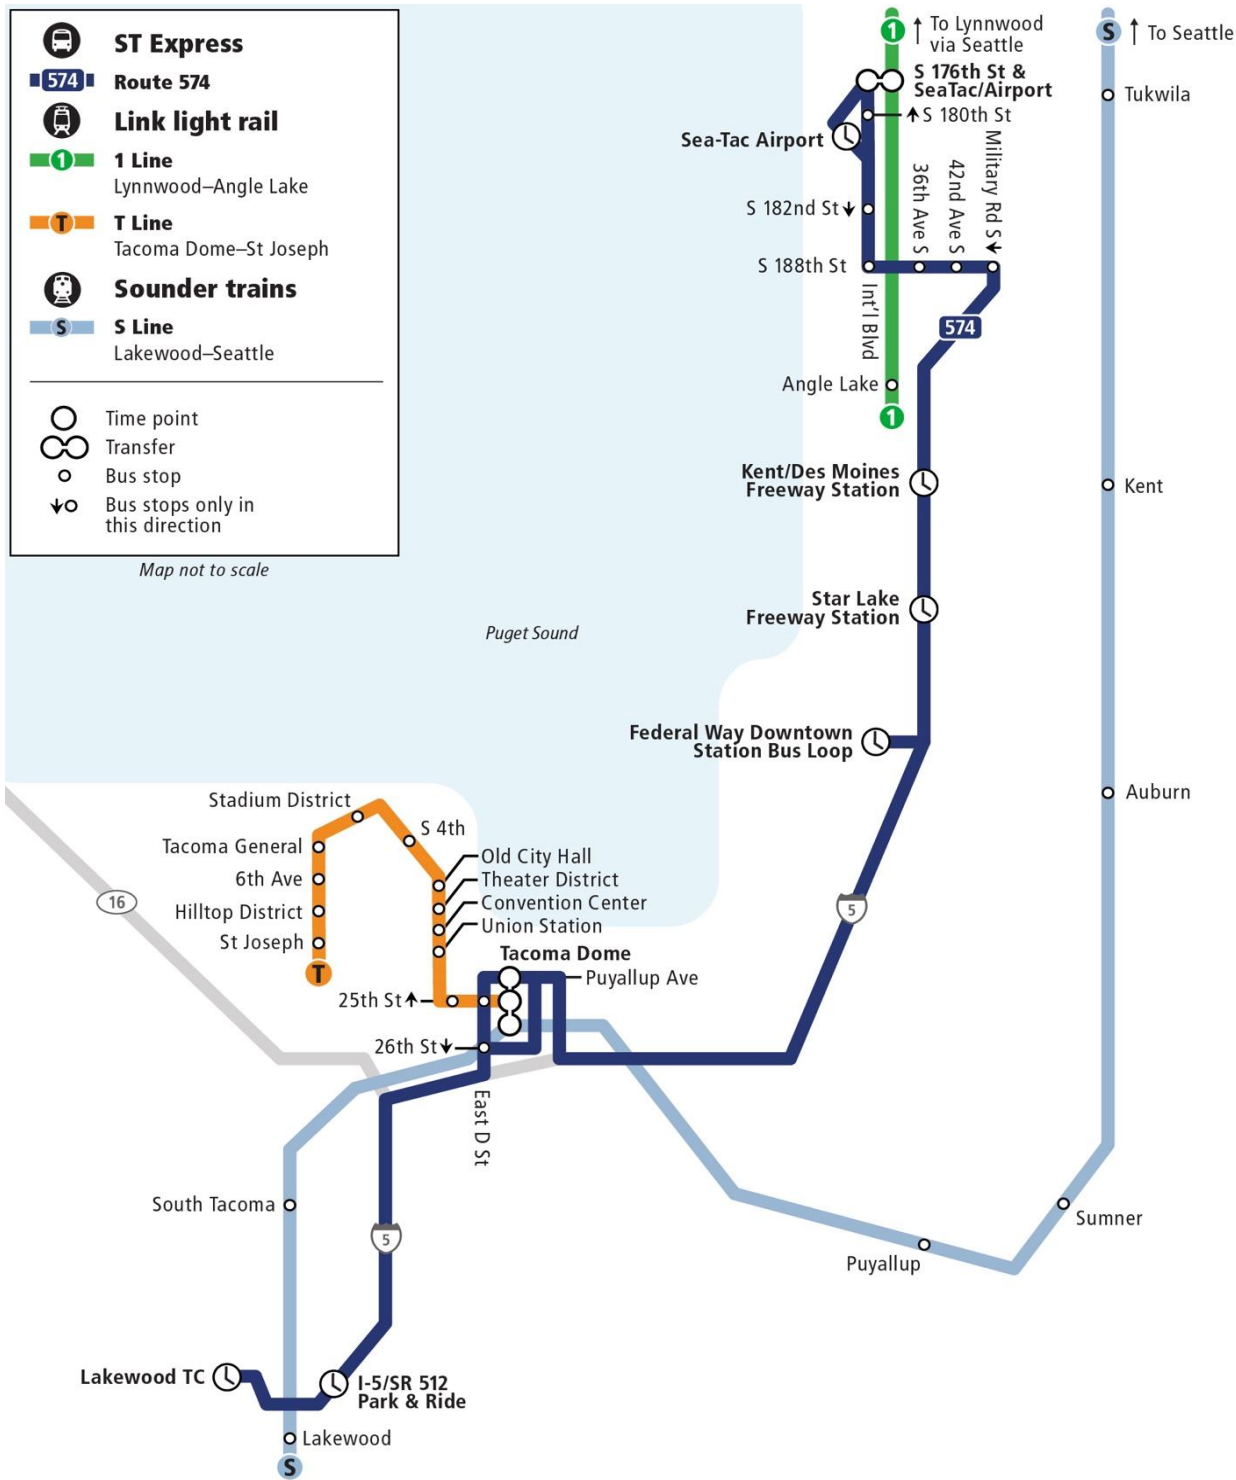 ST Express
574 Route 574
Link light rail
1 1 Line
Lynnwood–Angle Lake
T T Line
Tacoma Dome–St Joseph
Sounder trains
S S Line
Lakewood–Seattle
Time point
Transfer
Bus stop
Bus stops only in
this direction
Map not to scale
Puget Sound
1 ↑ To Lynnwood
via Seattle
S ↑ To Seattle
S 176th St &
SeaTac/Airport
Tukwila
↑S 180th St
Sea-Tac Airport
Military Rd S↓
36th Ave S
42nd Ave S
S 182nd St↓
S 188th St
Int'l Blvd
574
Angle Lake
1
Kent/Des Moines
Freeway Station
Kent
Star Lake
Freeway Station
Federal Way Downtown
Station Bus Loop
Auburn
Stadium District
S 4th
Tacoma General
Old City Hall
6th Ave
Theater District
16
Convention Center
5
Hilltop District
Union Station
St Joseph
T
Tacoma Dome
Puyallup Ave
25th St↑
26th St↓
East D St
South Tacoma
5
Sumner
Puyallup
Lakewood TC
I-5/SR 512
Park & Ride
Lakewood
S